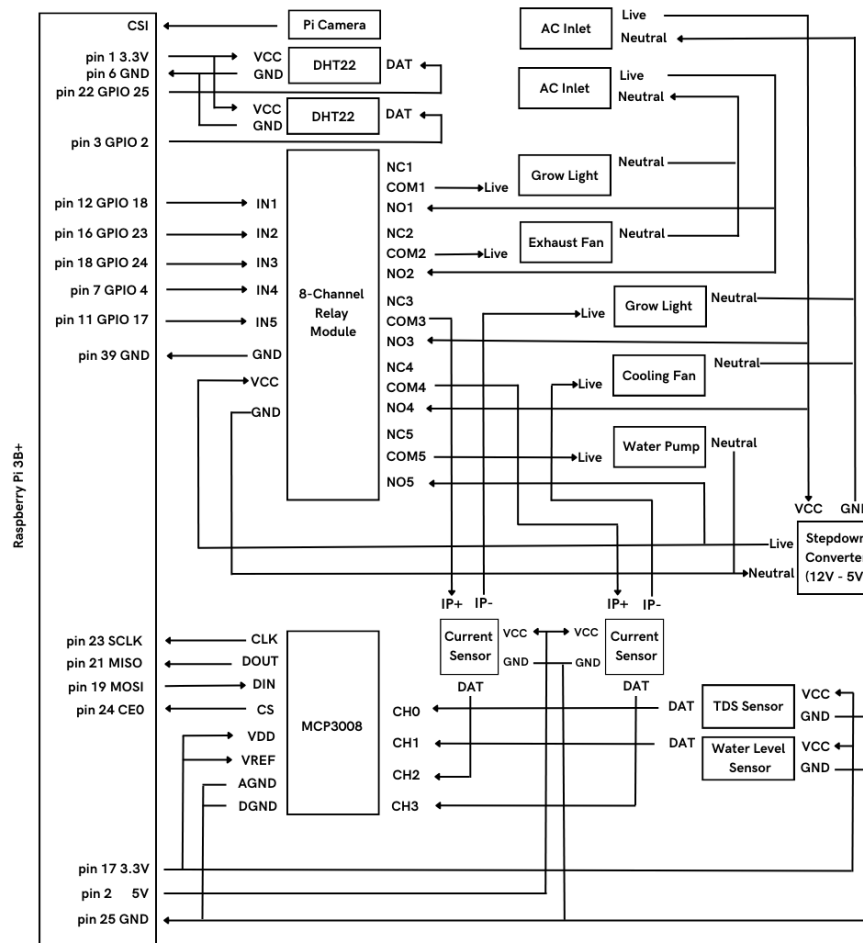 CSI
Pi Camera
pin 1 3.3V
pin 6 GND
pin 22 GPIO 25
VCC
GND
DHT22
DAT
VCC
GND
DHT22
DAT
pin 3 GPIO 2
AC Inlet
Live
Neutral
AC Inlet
Live
Neutral
pin 12 GPIO 18
pin 16 GPIO 23
pin 18 GPIO 24
pin 7 GPIO 4
pin 11 GPIO 17
pin 39 GND
IN1
IN2
IN3
IN4
IN5
GND
VCC
GND
8-Channel
Relay
Module
NC1
COM1
NO1
NC2
COM2
NO2
NC3
COM3
NO3
NC4
COM4
NO4
NC5
COM5
NO5
Live
Grow Light
Neutral
Live
Exhaust Fan
Neutral
Live
Grow Light
Neutral
Live
Cooling Fan
Neutral
Live
Water Pump
Neutral
VCC
GND
Live
Neutral
Stepdown
Converter
(12V - 5V)
Raspberry Pi 3B+
IP+
IP-
Current
Sensor
VCC
GND
DAT
IP+
IP-
VCC
GND
Current
Sensor
DAT
pin 23 SCLK
pin 21 MISO
pin 19 MOSI
pin 24 CE0
CLK
DOUT
DIN
CS
VDD
VREF
AGND
DGND
MCP3008
CH0
CH1
CH2
CH3
DAT
TDS Sensor
VCC
GND
DAT
Water Level
Sensor
VCC
GND
pin 17 3.3V
pin 2 5V
pin 25 GND